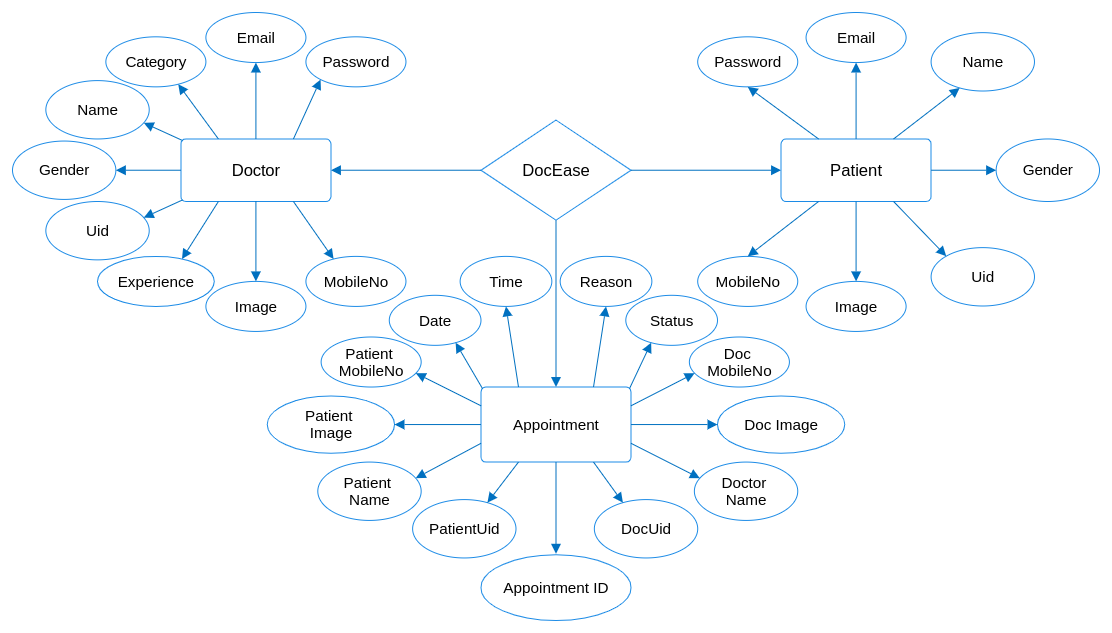 Email
Email
Category
Password
Password
Name
Name
Gender
Doctor
DocEase
Patient
Gender
Uid
Experience
MobileNo
Time
Reason
MobileNo
Uid
Image
Image
Date
Status
Patient
MobileNo
Doc
MobileNo
Patient
Image
Appointment
Doc Image
Patient
Name
Doctor
Name
PatientUid
DocUid
Appointment ID